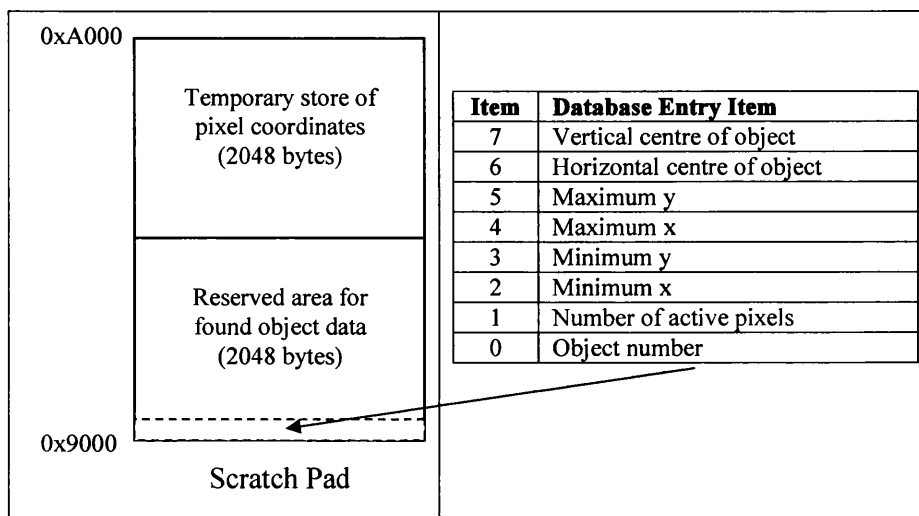 0xA000
Temporary store of
pixel coordinates
(2048 bytes)
Reserved area for
found object data
(2048 bytes)
0x9000
Scratch Pad
Item Database Entry Item
7 Vertical centre of object
6 Horizontal centre of object
5 Maximum y
4 Maximum x
3 Minimum y
2 Minimum x
1 Number of active pixels
0 Object number